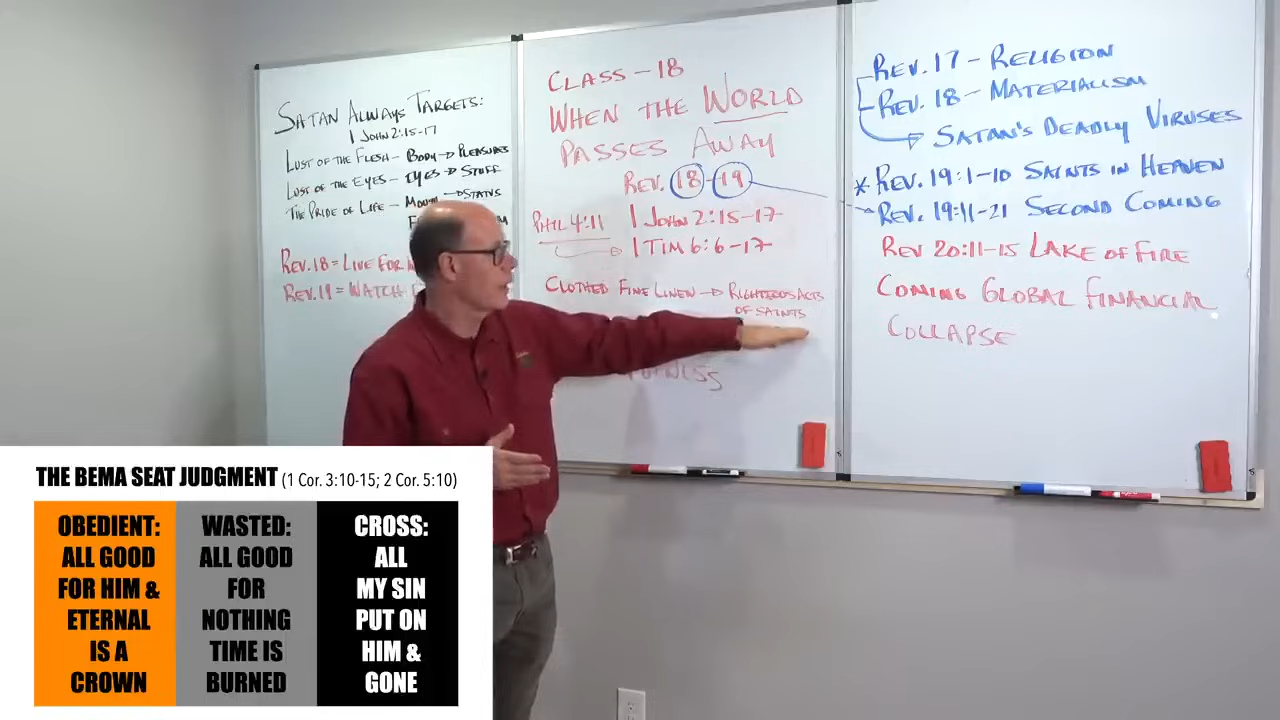 SATAN ALWAYS TARGETS:
1 JOHN 2:15-17
LUST OF THE FLESH - BODY → PLEASURES
LUST OF THE EYES - EYES → STUFF
THE PRIDE OF LIFE - → STATUS
REV. 18 = LIVE FOR
REV. 19 = WATCH
CLASS - 18
WHEN THE WORLD
PASSES AWAY
REV. 18-19
PHIL 4:11 1 JOHN 2:15-17
1 TIM 6:6-17
CLOTHED FINE LINEN → RIGHTEOUS ACTS
OF SAINTS
REV. 17 - RELIGION
REV. 18 - MATERIALISM
SATAN'S DEADLY VIRUSES
* REV. 19:1-10 SAINTS IN HEAVEN
REV. 19:11-21 SECOND COMING
REV 20:11-15 LAKE OF FIRE
COMING GLOBAL FINANCIAL
COLLAPSE
THE BEMA SEAT JUDGMENT (1 Cor. 3:10-15; 2 Cor. 5:10)
OBEDIENT:
ALL GOOD
FOR HIM &
ETERNAL
IS A
CROWN
WASTED:
ALL GOOD
FOR
NOTHING
TIME IS
BURNED
CROSS:
ALL
MY SIN
PUT ON
HIM &
GONE